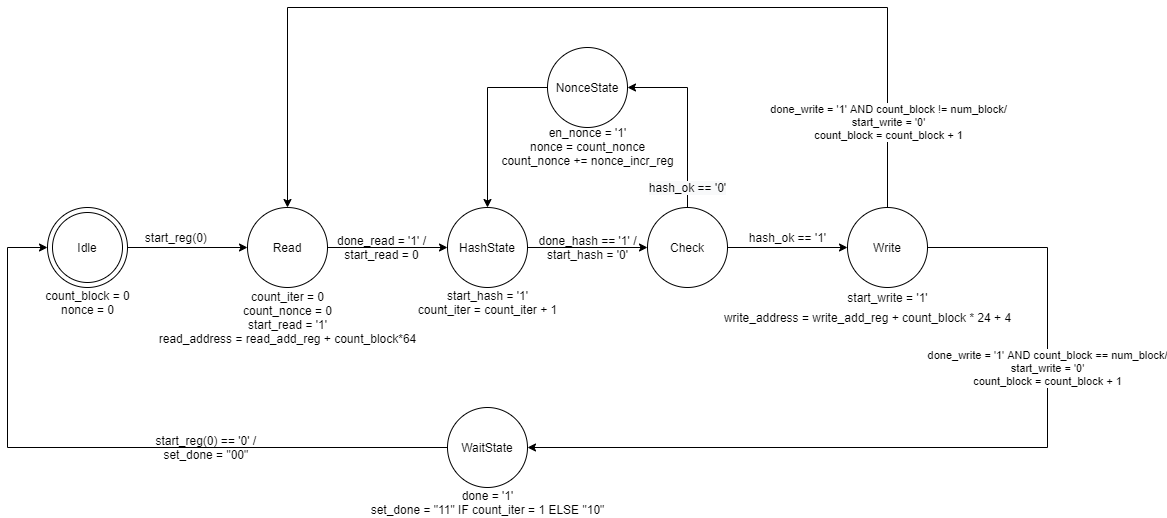 NonceState
en_nonce = '1'
nonce = count_nonce
count_nonce += nonce_incr_reg
done_write = '1' AND count_block != num_block/
start_write = '0'
count_block = count_block + 1
hash_ok == '0'
Idle
start_reg(0)
Read
done_read = '1' /
start_read = 0
HashState
done_hash == '1' /
start_hash = '0'
Check
hash_ok == '1'
Write
count_block = 0
nonce = 0
count_iter = 0
count_nonce = 0
start_read = '1'
read_address = read_add_reg + count_block*64
start_hash = '1'
count_iter = count_iter + 1
start_write = '1'
write_address = write_add_reg + count_block * 24 + 4
done_write = '1' AND count_block == num_block/
start_write = '0'
count_block = count_block + 1
start_reg(0) == '0' /
set_done = "00"
WaitState
done = '1'
set_done = "11" IF count_iter = 1 ELSE "10"